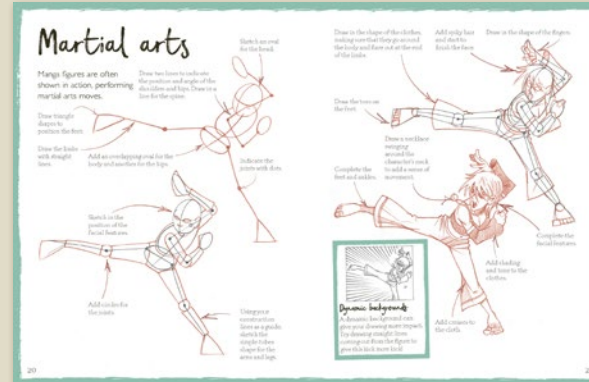 Martial arts
Manga figures are often
shown in action, performing
martial arts moves.
Draw two lines to indicate
the position and angle of the
shoulders and hips. Draw in a
line for the spine.
Sketch an oval
for the head.
Draw triangle
shapes to
position the feet.
Draw the limbs
with straight
lines.
Add an overlapping oval for the
body and another for the hips.
Indicate the
joints with dots.
Sketch in the
position of the
facial features.
Add circles for
the joints.
Using your
construction
lines as a guide,
sketch the
simple tubes
shape for the
arms and legs.
20
Draw in the shape of the clothes,
making sure that they go around
the body and flare out at the end
of the limbs.
Add spiky hair
and start to
finish the face.
Draw in the shape of the fingers.
Draw the toes on
the feet.
Draw a necklace
swinging
around the
character's neck
to add a sense of
movement.
Complete the
feet and ankles.
Complete the
facial features.
Add shading
and tone to the
clothes.
Add creases to
the cloth.
Dynamic backgrounds
A dynamic background can
give your drawing more impact.
Try drawing straight lines
coming out from the figure to
give this kick more kick!
2